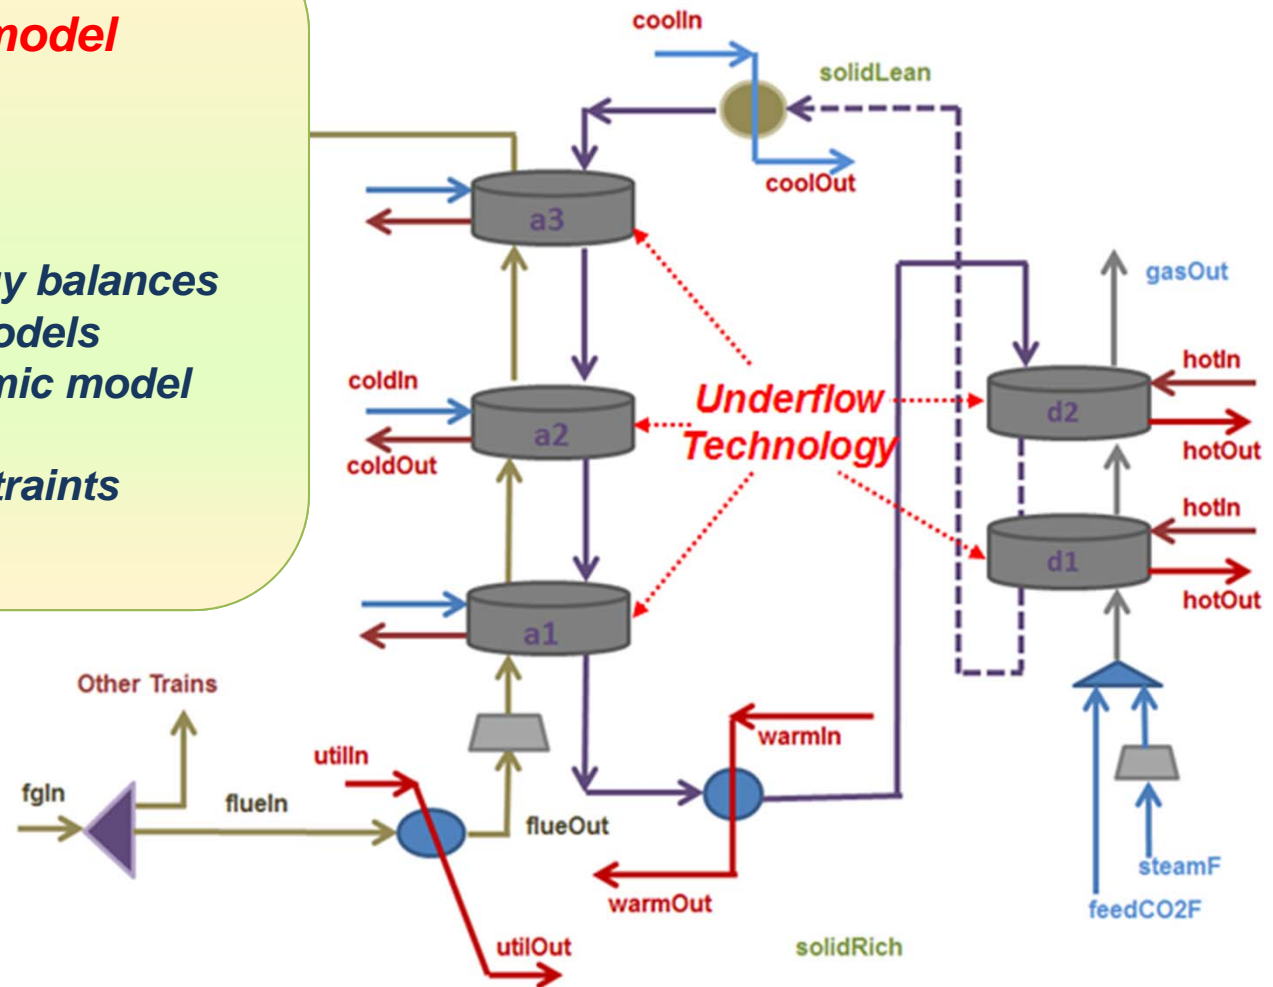 model
y balances
odels
mic model
traints
coolIn
solidLean
coolOut
a3
gasOut
coldIn
coldOut
a2
Underflow
Technology
hotIn
d2
hotOut
hotIn
d1
hotOut
a1
Other Trains
utilIn
warmIn
fgIn
flueIn
flueOut
warmOut
steamF
feedCO2F
utilOut
solidRich